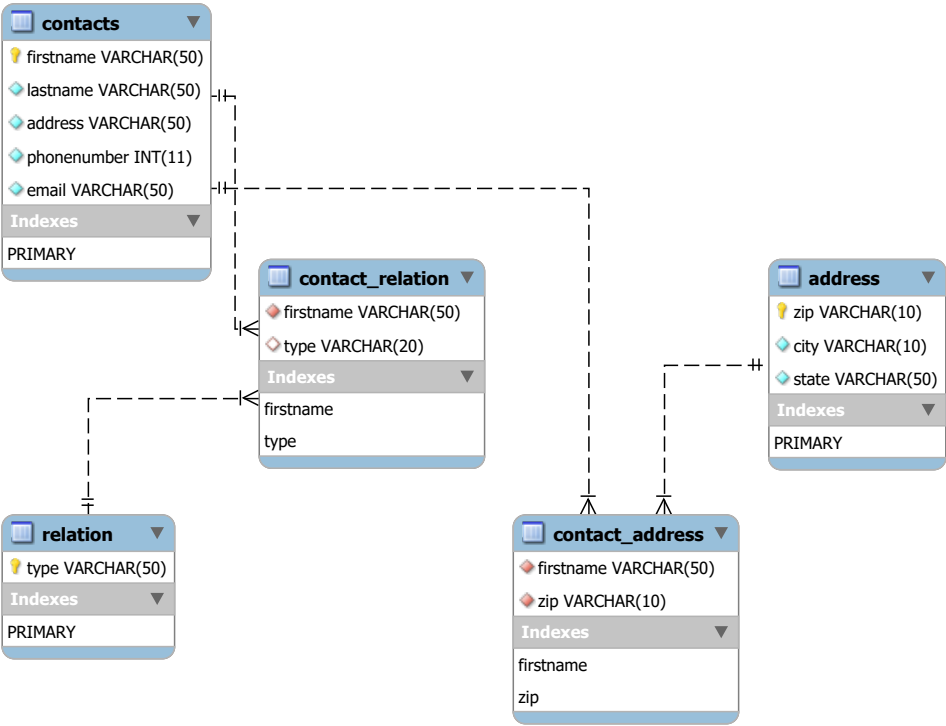 contacts
firstname VARCHAR(50)
lastname VARCHAR(50)
address VARCHAR(50)
phonenumber INT(11)
email VARCHAR(50)
Indexes
PRIMARY
contact_relation
firstname VARCHAR(50)
type VARCHAR(20)
Indexes
firstname
type
address
zip VARCHAR(10)
city VARCHAR(10)
state VARCHAR(50)
Indexes
PRIMARY
relation
type VARCHAR(50)
Indexes
PRIMARY
contact_address
firstname VARCHAR(50)
zip VARCHAR(10)
Indexes
firstname
zip